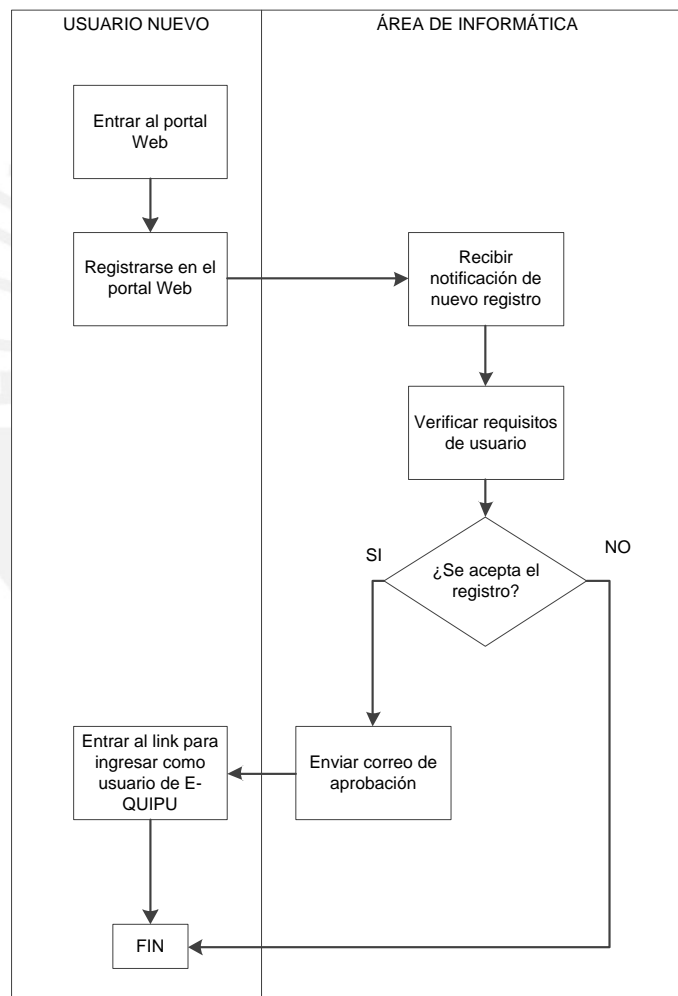 USUARIO NUEVO
ÁREA DE INFORMÁTICA
Entrar al portal
Web
Registrarse en el
portal Web
Recibir
notificación de
nuevo registro
Verificar requisitos
de usuario
¿Se acepta el
registro?
SI
NO
Enviar correo de
aprobación
Entrar al link para
ingresar como
usuario de E-
QUIPU
FIN